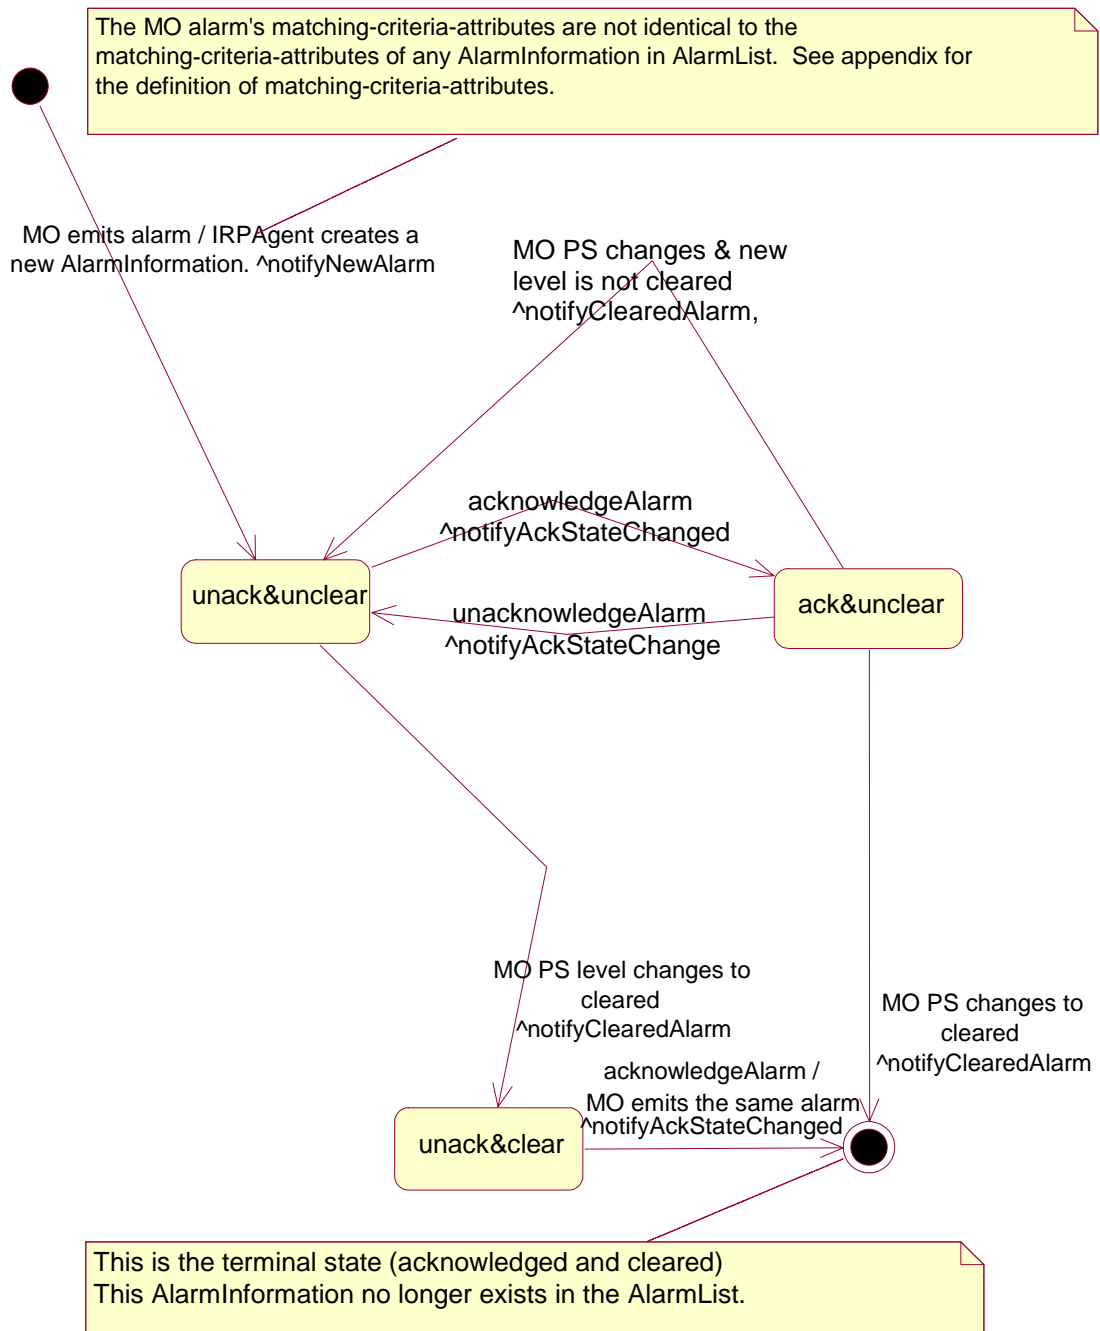 The MO alarm's matching-criteria-attributes are not identical to the
matching-criteria-attributes of any AlarmInformation in AlarmList.  See appendix for
the definition of matching-criteria-attributes.
MO emits alarm / IRPAgent creates a
new AlarmInformation. ^notifyNewAlarm
MO PS changes & new
level is not cleared
^notifyClearedAlarm,
acknowledgeAlarm
^notifyAckStateChanged
unack&unclear
ack&unclear
unacknowledgeAlarm
^notifyAckStateChange
MO PS level changes to
cleared
^notifyClearedAlarm
MO PS changes to
cleared
^notifyClearedAlarm
acknowledgeAlarm /
MO emits the same alarm
^notifyAckStateChanged
unack&clear
This is the terminal state (acknowledged and cleared)
This AlarmInformation no longer exists in the AlarmList.